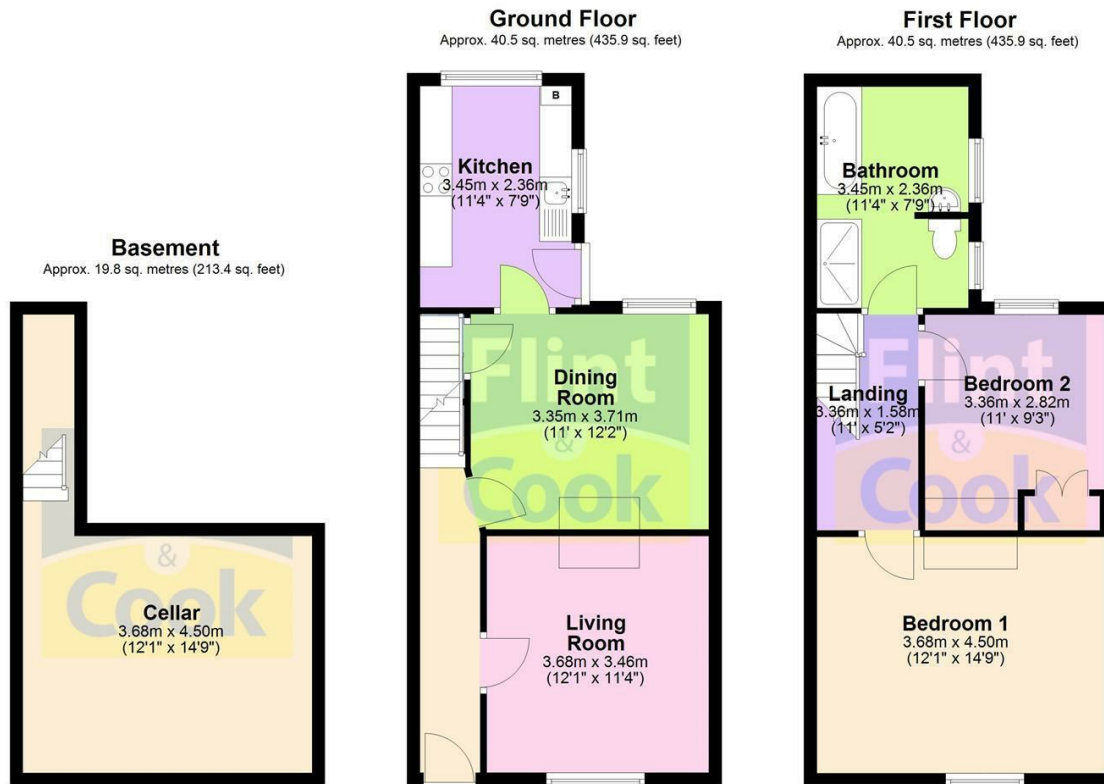 Basement
Approx. 19.8 sq. metres (213.4 sq. feet)
& 
Cook
Cellar
3.68m x 4.50m
(12'1" x 14'9")
Ground Floor
Approx. 40.5 sq. metres (435.9 sq. feet)
B
Kitchen
3.45m x 2.36m
(11'4" x 7'9")
Flint
Dining
Room
3.35m x 3.71m
(11' x 12'2")
&
Cook
Living
Room
3.68m x 3.46m
(12'1" x 11'4")
First Floor
Approx. 40.5 sq. metres (435.9 sq. feet)
Bathroom
3.45m x 2.36m
(11'4" x 7'9")
Flint
Landing
3.36m x 1.58m
(11' x 5'2")
Bedroom 2
3.36m x 2.82m
(11' x 9'3")
&
Cook
Bedroom 1
3.68m x 4.50m
(12'1" x 14'9")